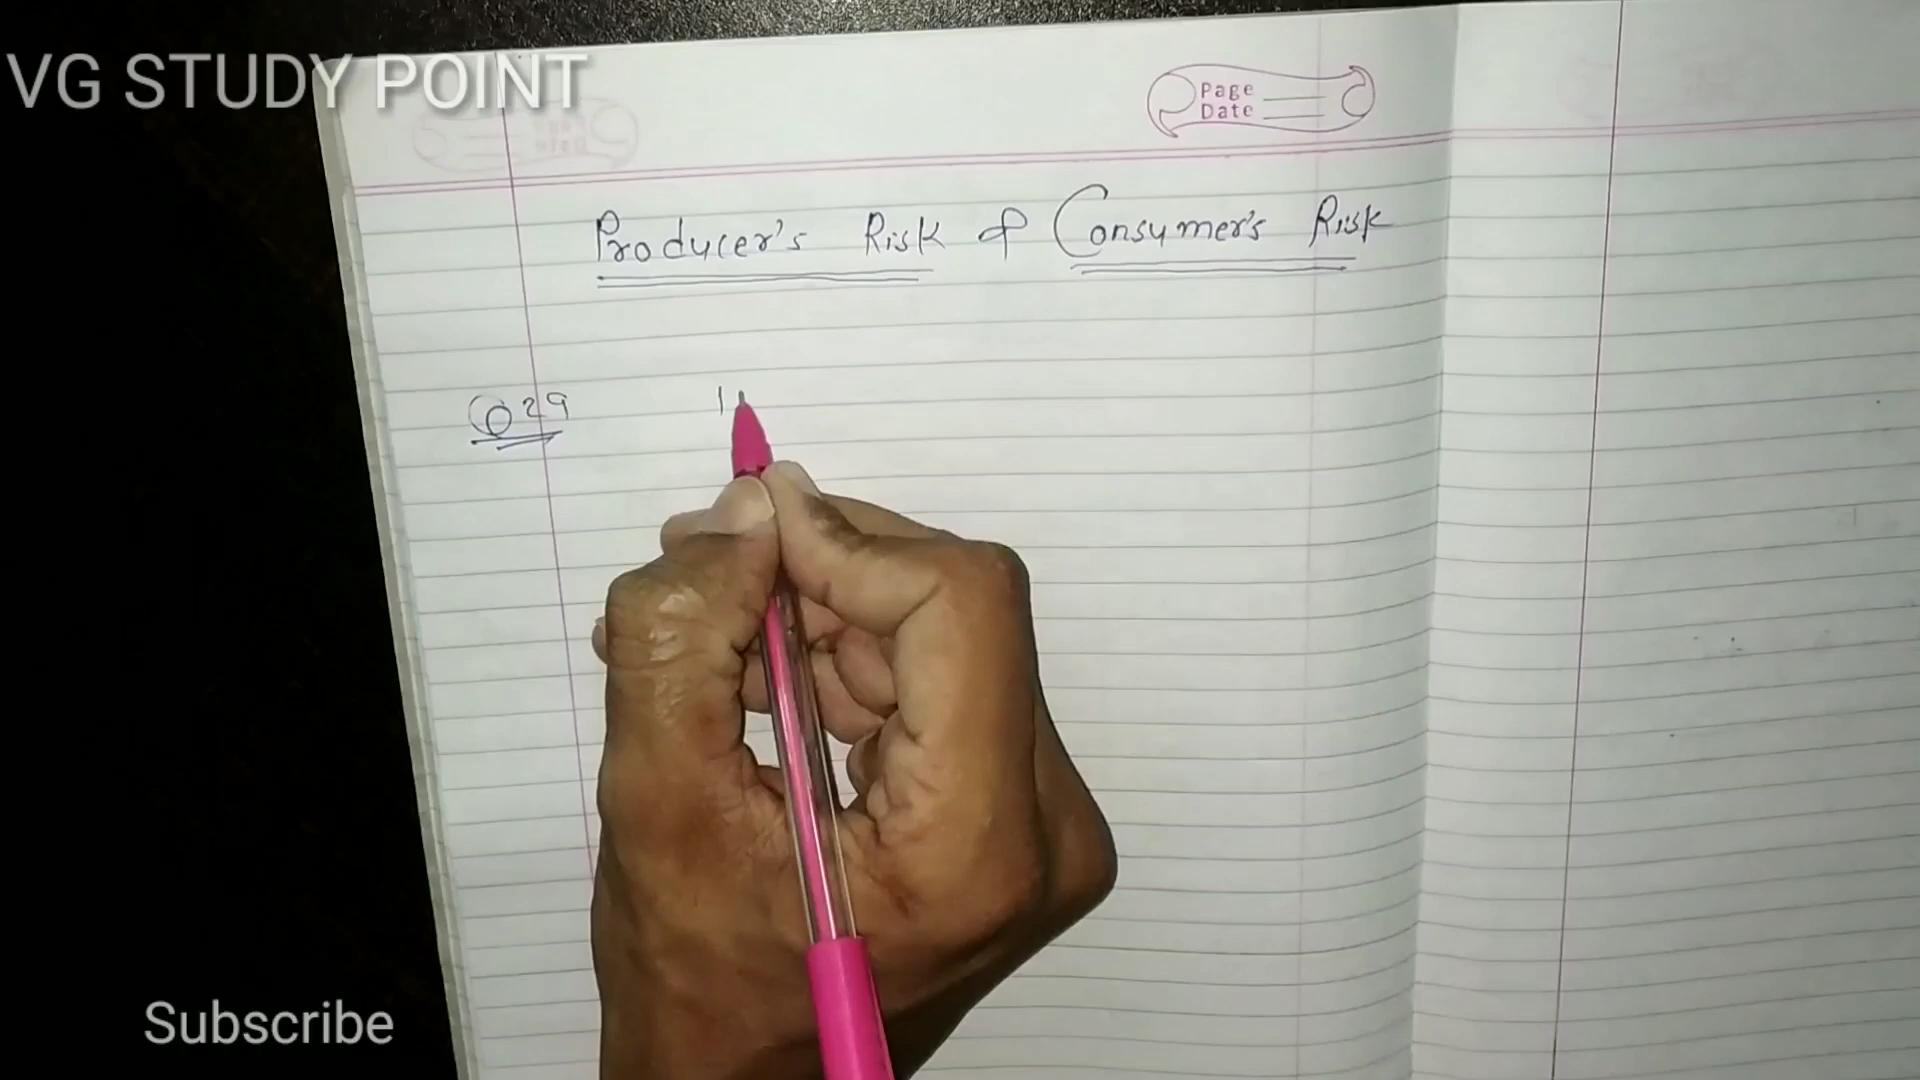 VG STUDY POINT
Page
Date
Producer's Risk & Consumer's Risk
Q29
Subscribe